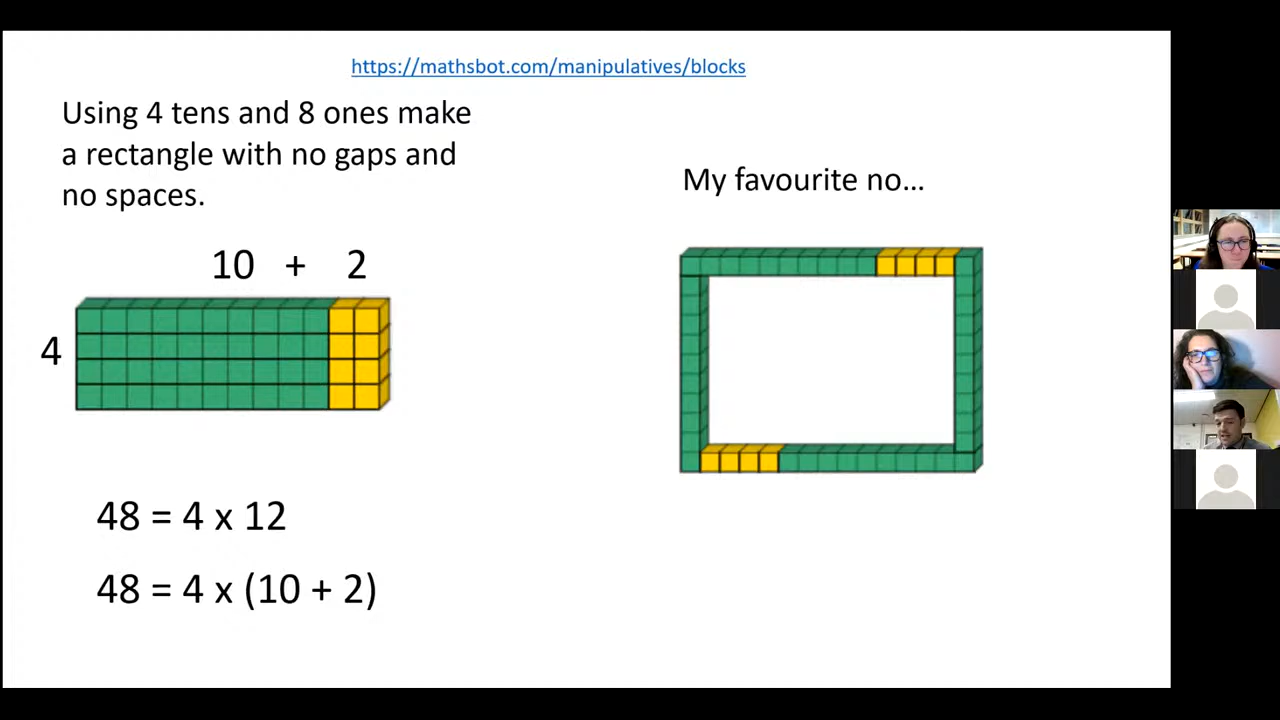 https://mathsbot.com/manipulatives/blocks
Using 4 tens and 8 ones make
a rectangle with no gaps and
no spaces.
My favourite no...
10 + 2
4
48 = 4 x 12
48 = 4 x (10 + 2)